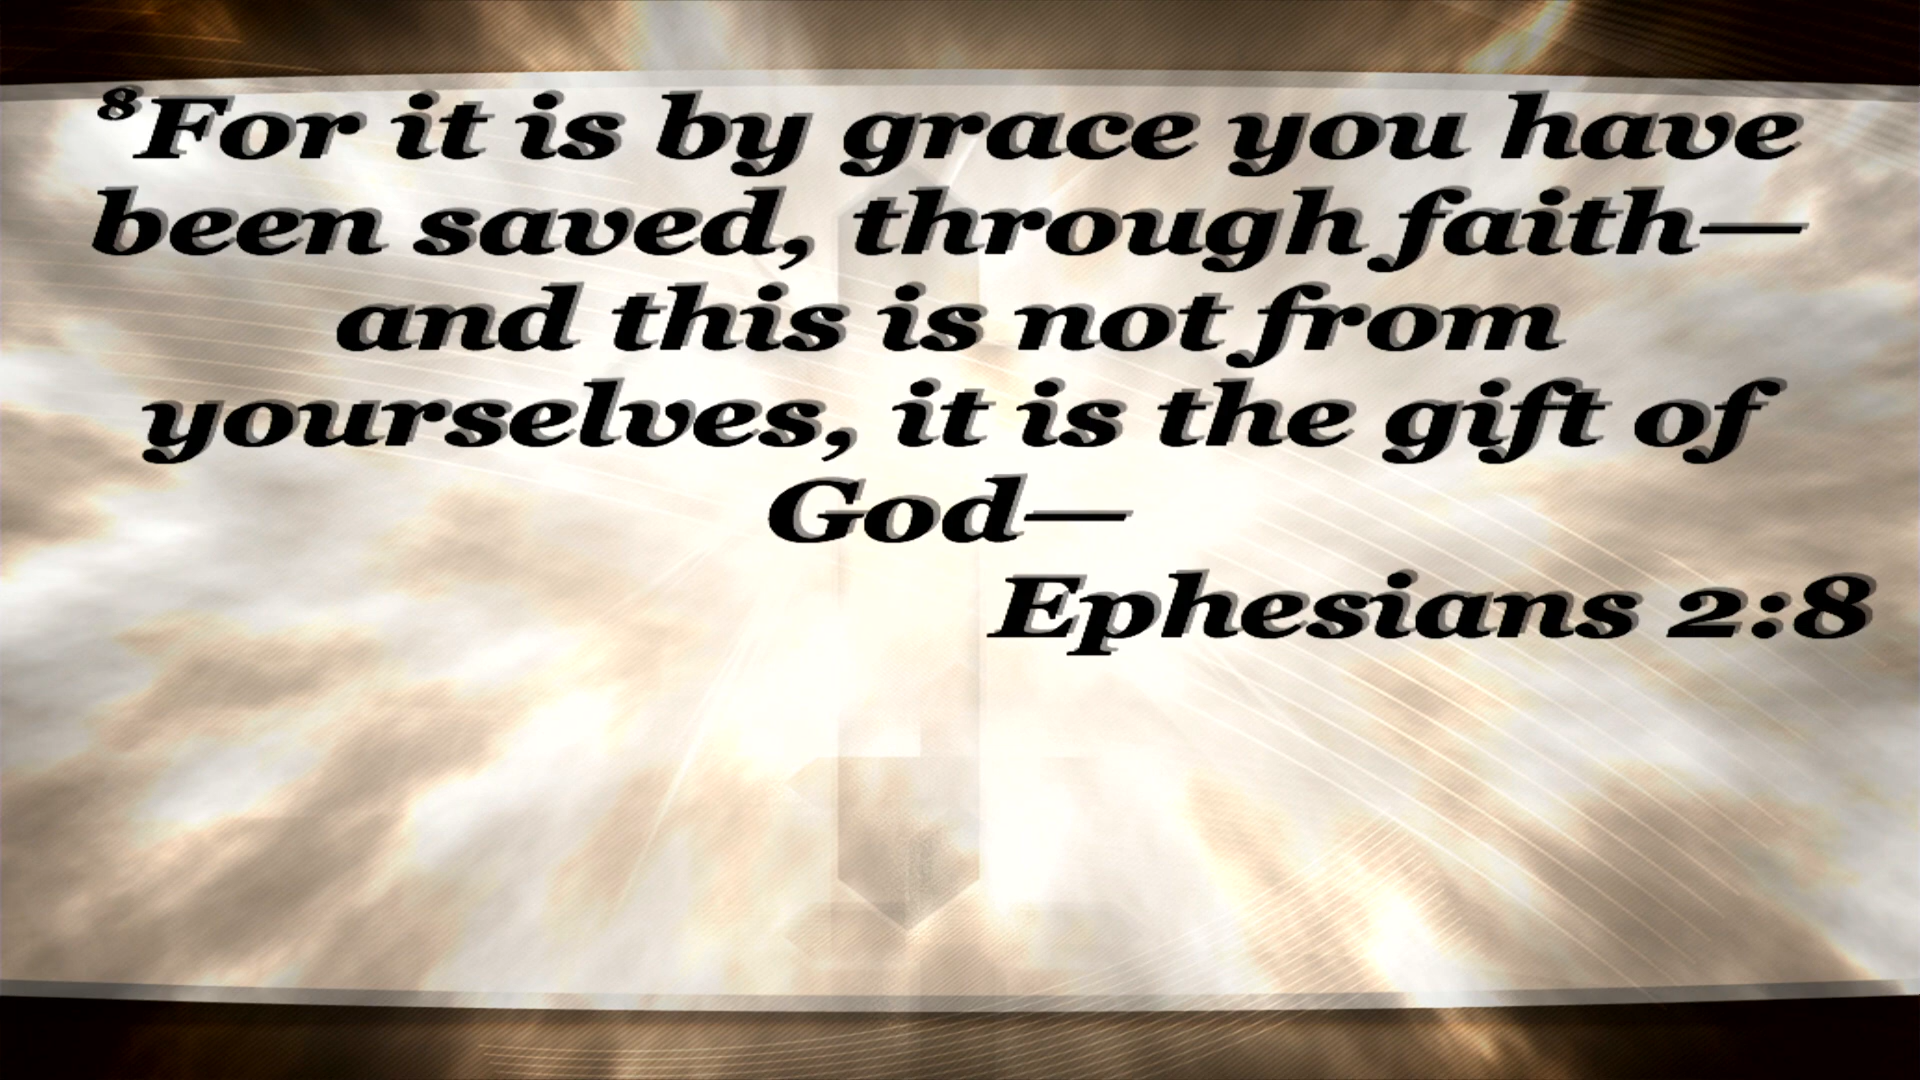 ⁸For it is by grace you have
been saved, through faith—
and this is not from
yourselves, it is the gift of
God—
Ephesians 2:8